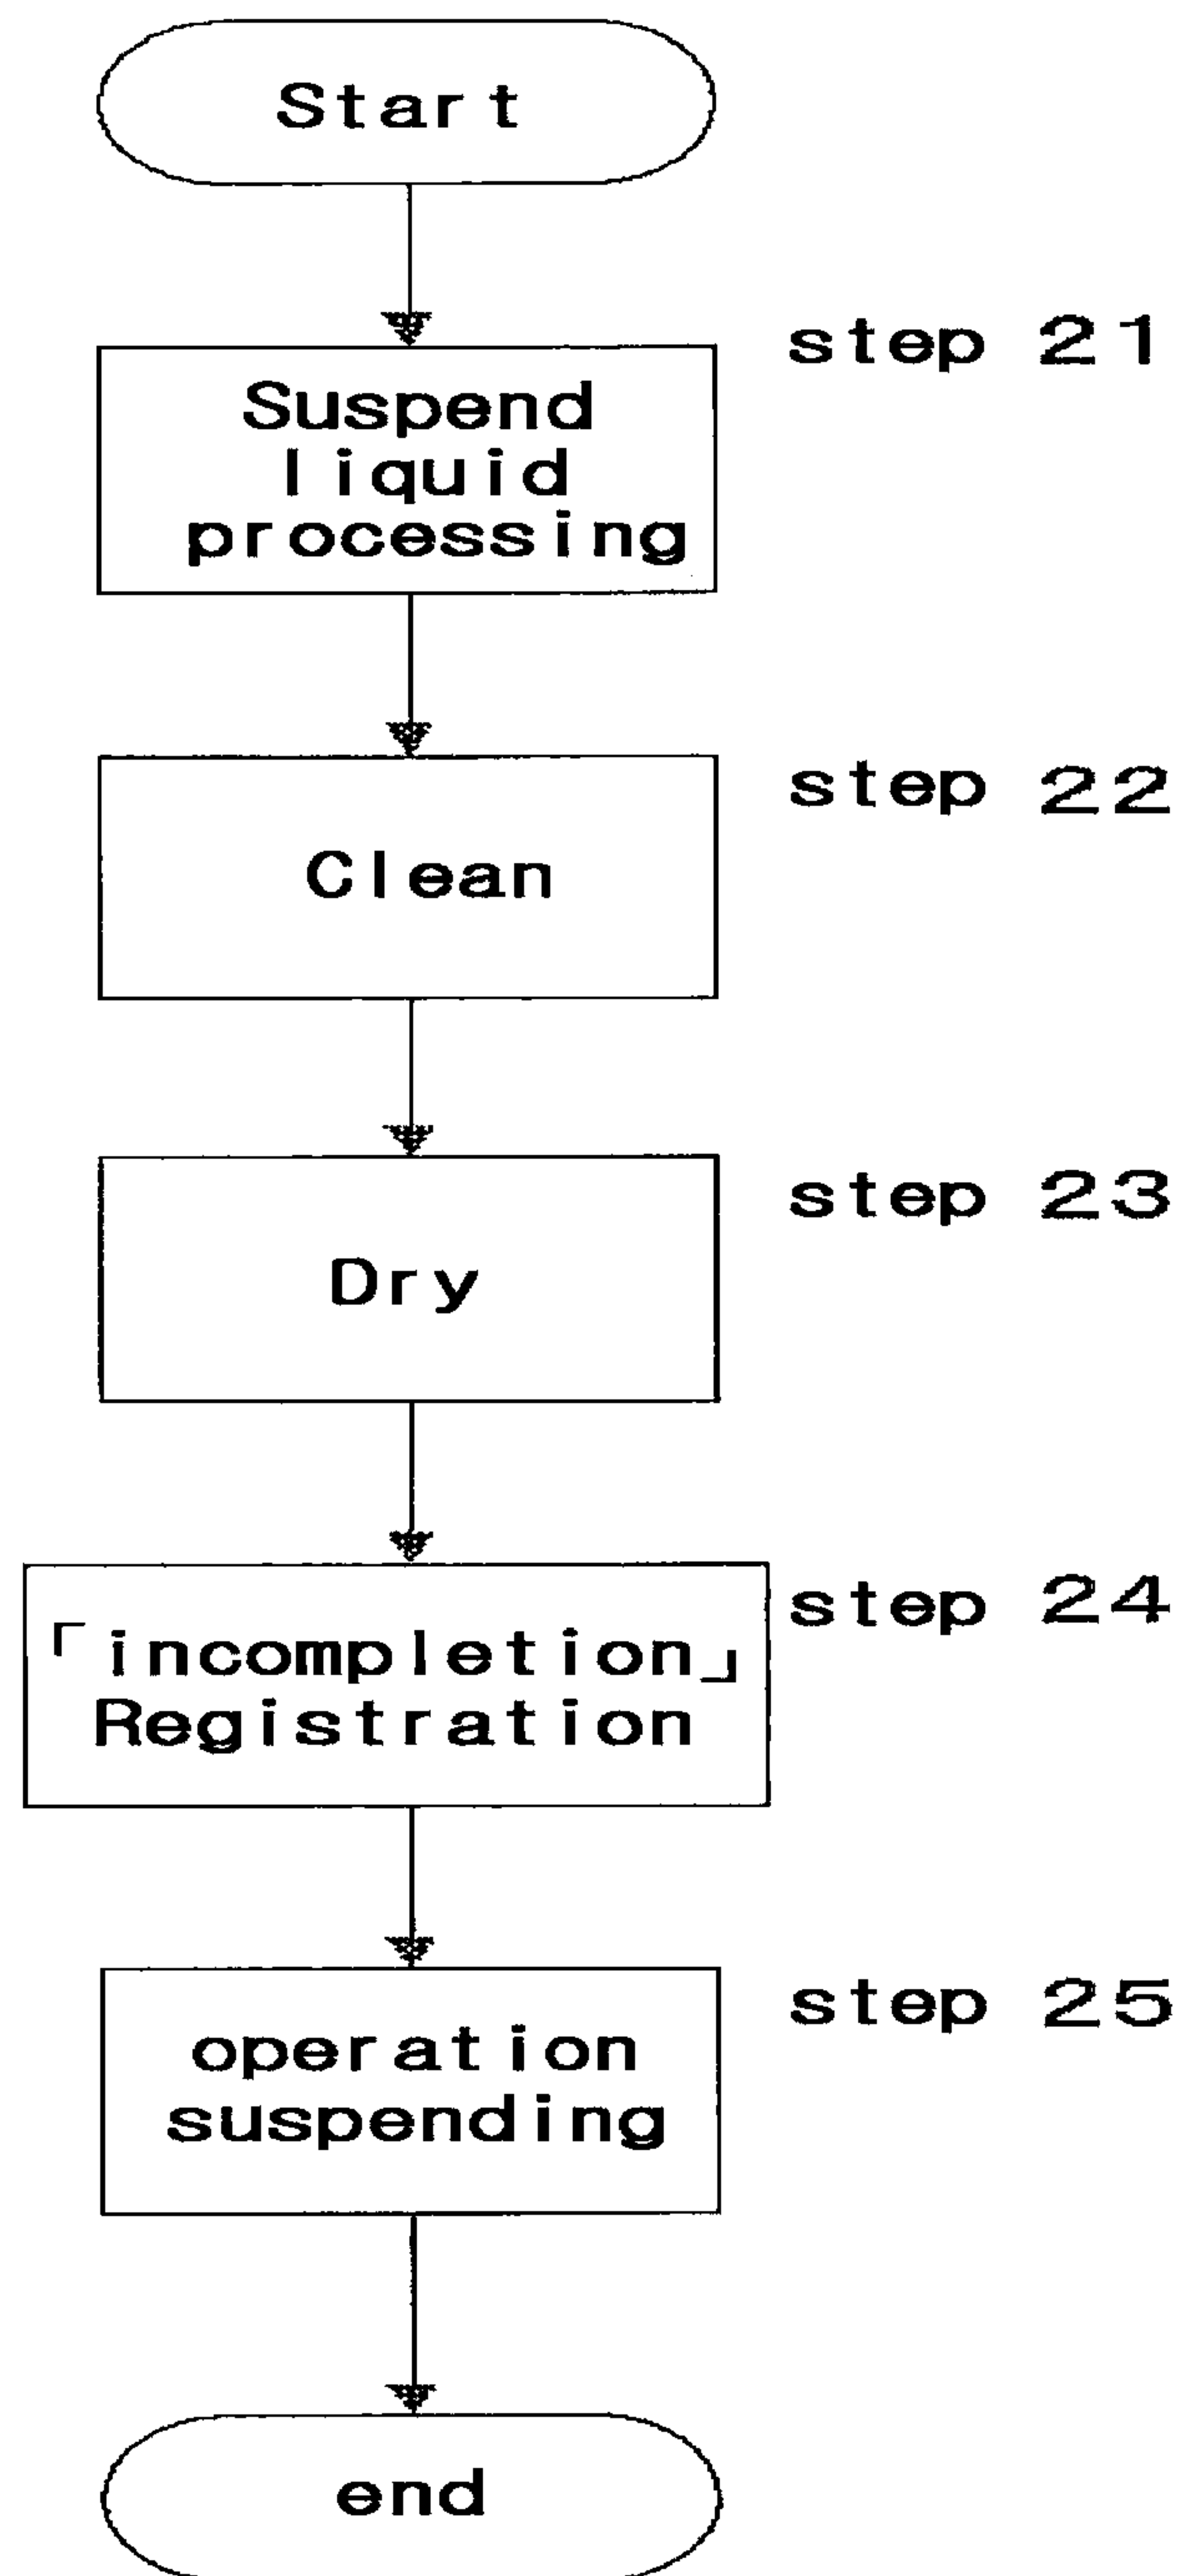 Start
step 21
Suspend
liquid
processing
step 22
Clean
step 23
Dry
step 24
「incompletion」
Registration
step 25
operation
suspending
end